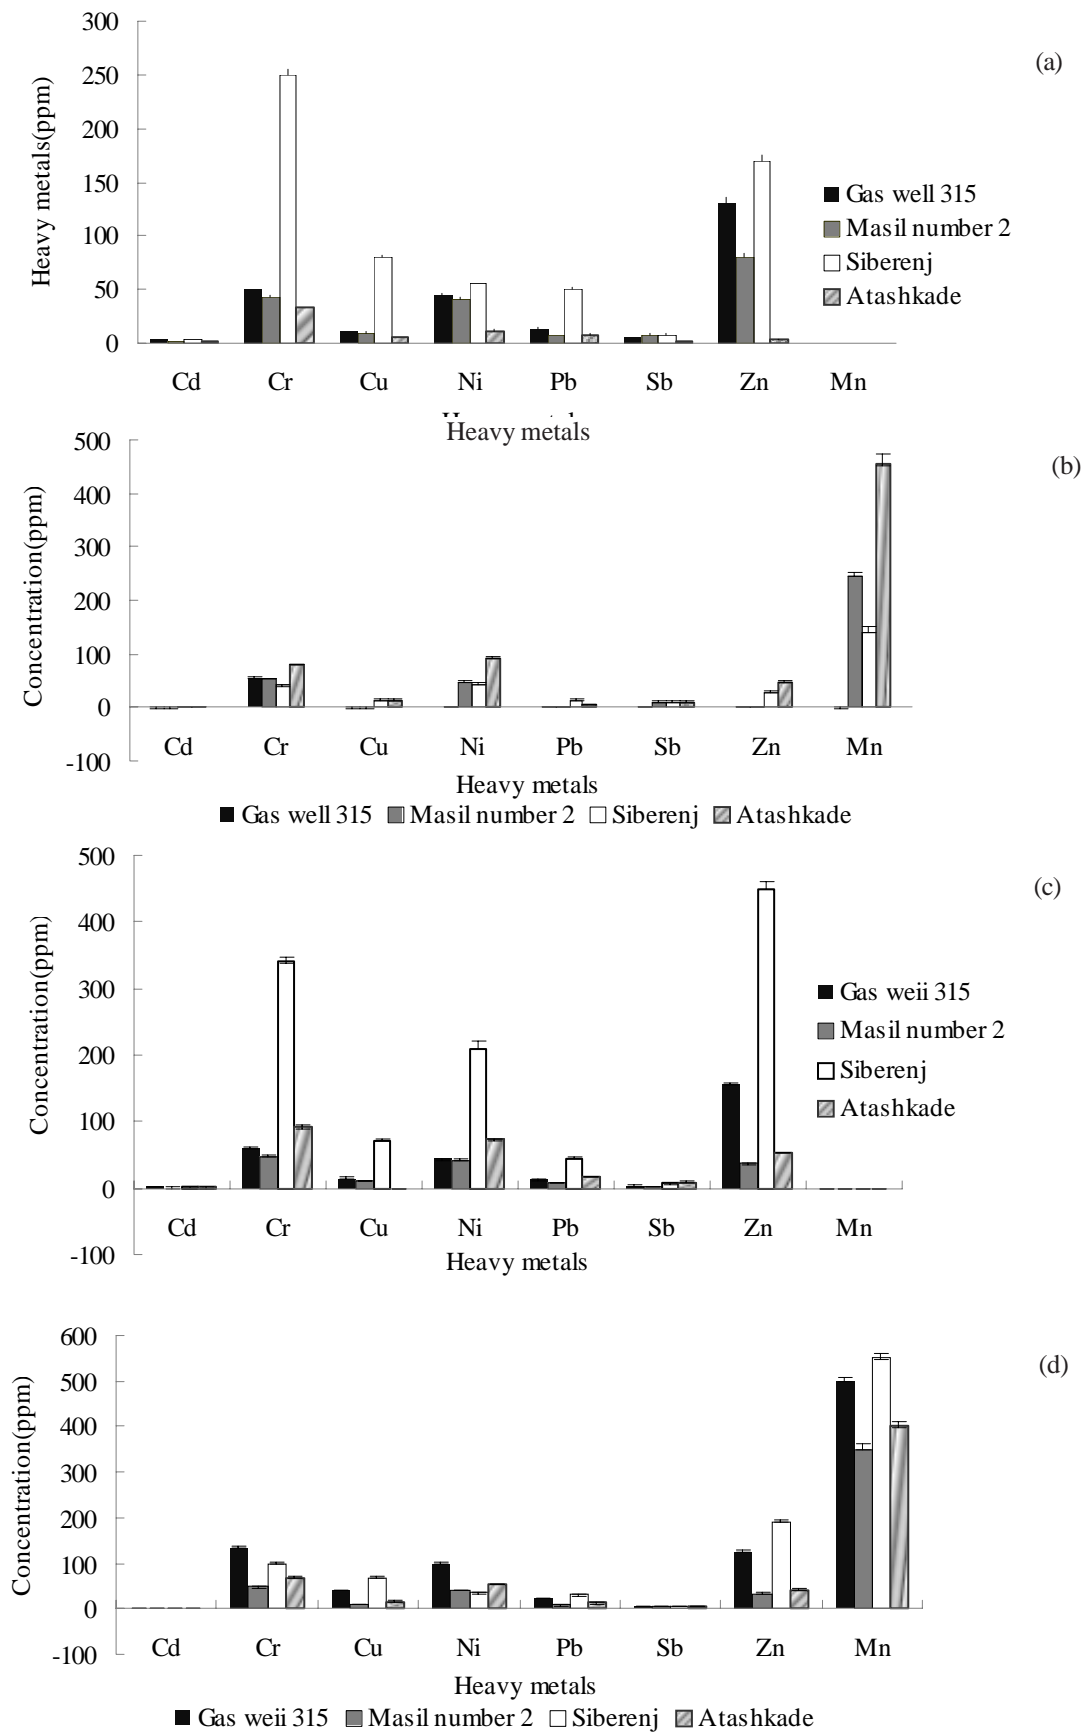 (a)
Heavy metals(ppm)
300
250
200
150
100
50
0
Cd Cr Cu Ni Pb Sb Zn Mn
Gas well 315
Masil number 2
Siberenj
Atashkade
Heavy metals
(b)
Concentration(ppm)
500
400
300
200
100
0
-100
Cd Cr Cu Ni Pb Sb Zn Mn
Heavy metals
Gas well 315 Masil number 2 Siberenj Atashkade
(c)
Concentration(ppm)
500
400
300
200
100
0
-100
Cd Cr Cu Ni Pb Sb Zn Mn
Heavy metals
Gas weii 315
Masil number 2
Siberenj
Atashkade
(d)
Concentration(ppm)
600
500
400
300
200
100
0
-100
Cd Cr Cu Ni Pb Sb Zn Mn
Heavy metals
Gas weii 315 Masil number 2 Siberenj Atashkade